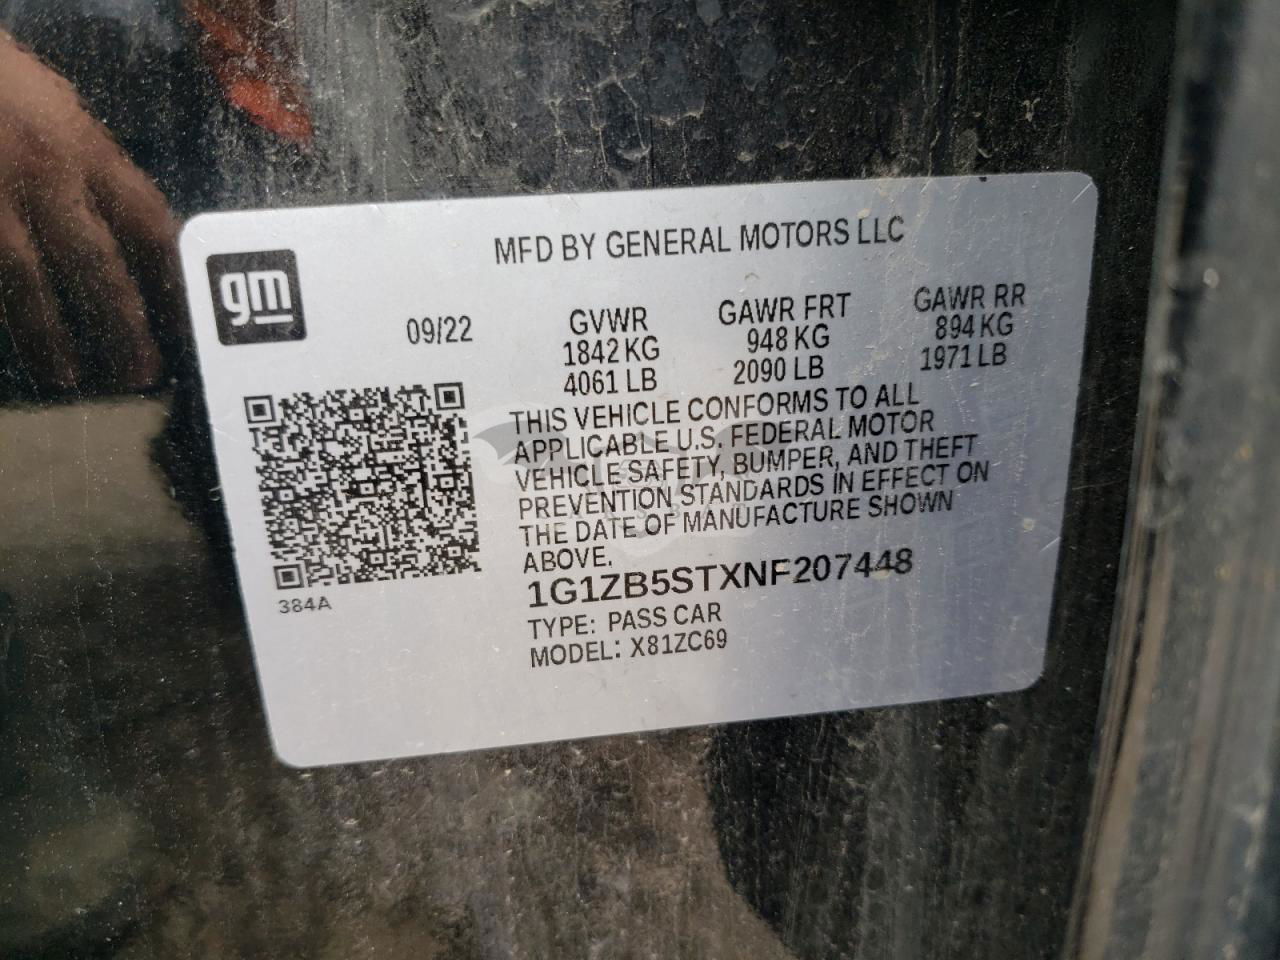 MFD BY GENERAL MOTORS LLC
gm
09/22
GVWR
1842 KG
4061 LB
GAWR FRT
948 KG
2090 LB
GAWR RR
894 KG
1971 LB
THIS VEHICLE CONFORMS TO ALL
APPLICABLE U.S. FEDERAL MOTOR
VEHICLE SAFETY, BUMPER, AND THEFT
PREVENTION STANDARDS IN EFFECT ON
THE DATE OF MANUFACTURE SHOWN
ABOVE.
1G1ZB5STXNF207448
TYPE: PASS CAR
MODEL: X81ZC69
384A